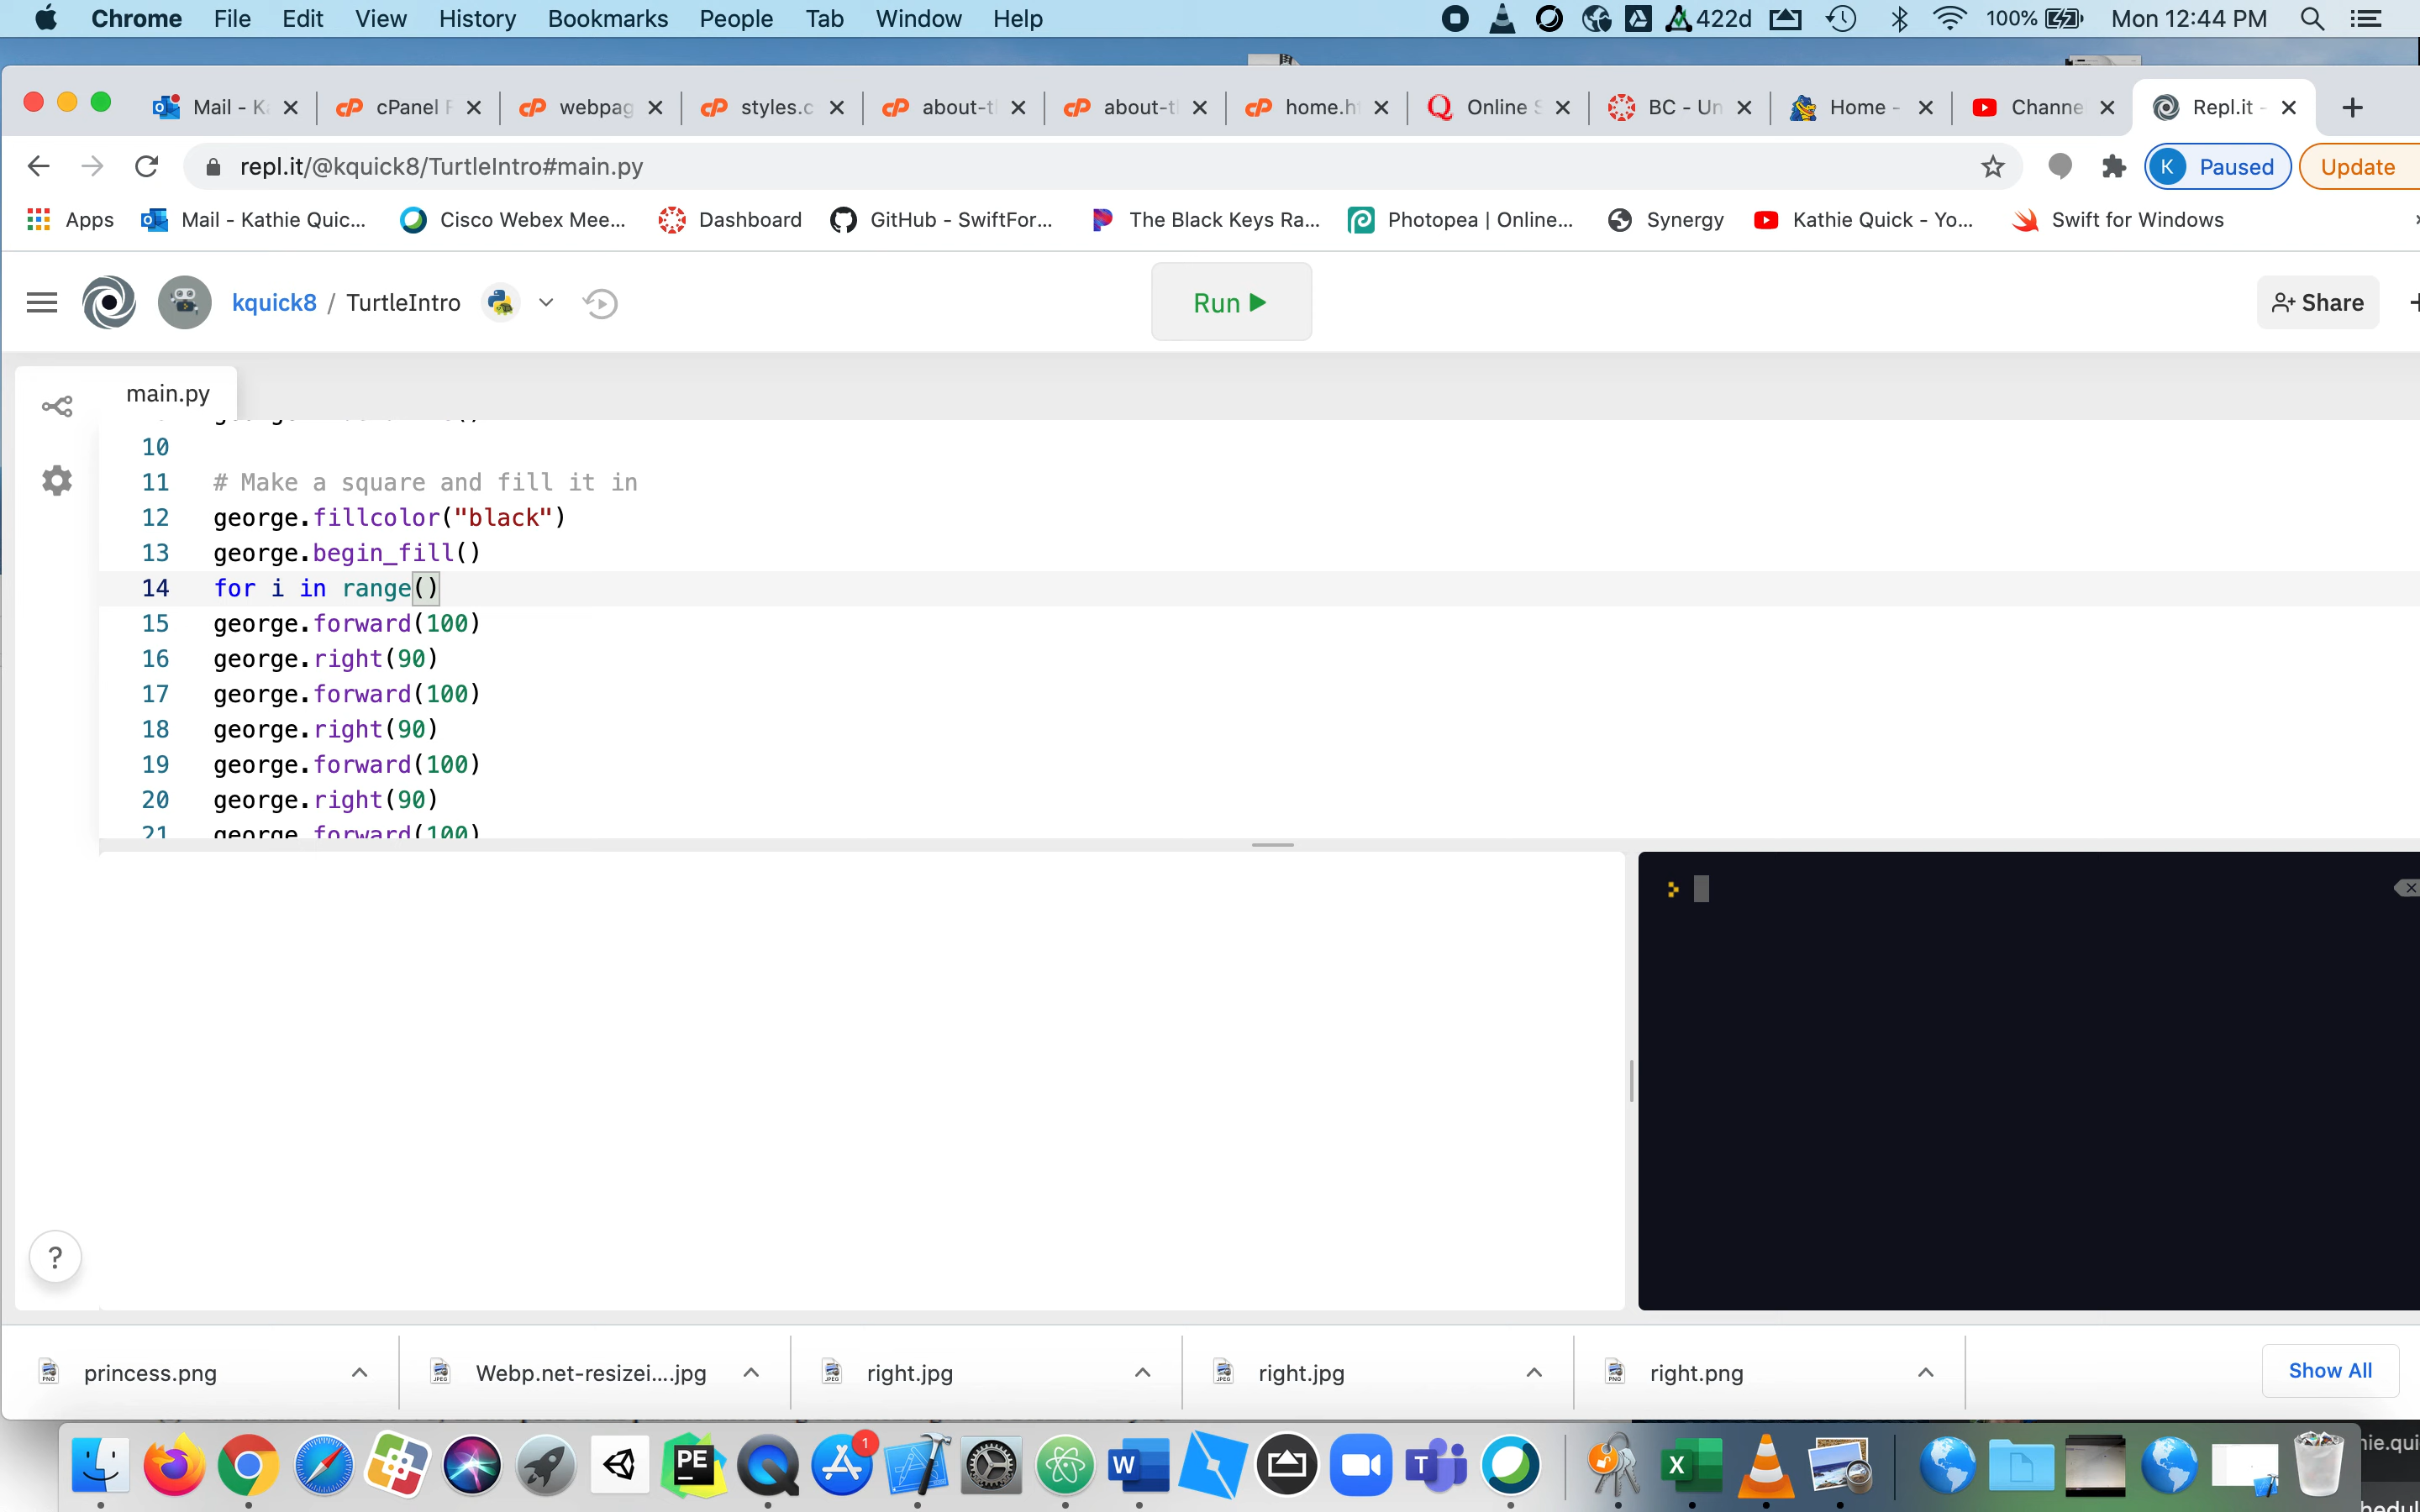 Chrome File Edit View History Bookmarks People Tab Window Help 422d 100% Mon 12:44 PM
Mail - K cPanel F webpag styles.c about-t about-t home.h Online S BC - Un Home - Channe Repl.it -
repl.it/@kquick8/TurtleIntro#main.py K Paused Update
Apps Mail - Kathie Quic... Cisco Webex Mee... Dashboard GitHub - SwiftFor... The Black Keys Ra... Photopea | Online... Synergy Kathie Quick - Yo... Swift for Windows
kquick8 / TurtleIntro Run Share
main.py
10
11 # Make a square and fill it in
12 george.fillcolor("black")
13 george.begin_fill()
14 for i in range()
15 george.forward(100)
16 george.right(90)
17 george.forward(100)
18 george.right(90)
19 george.forward(100)
20 george.right(90)
21 george.forward(100)
?
princess.png Webp.net-resizei....jpg right.jpg right.jpg right.png Show All